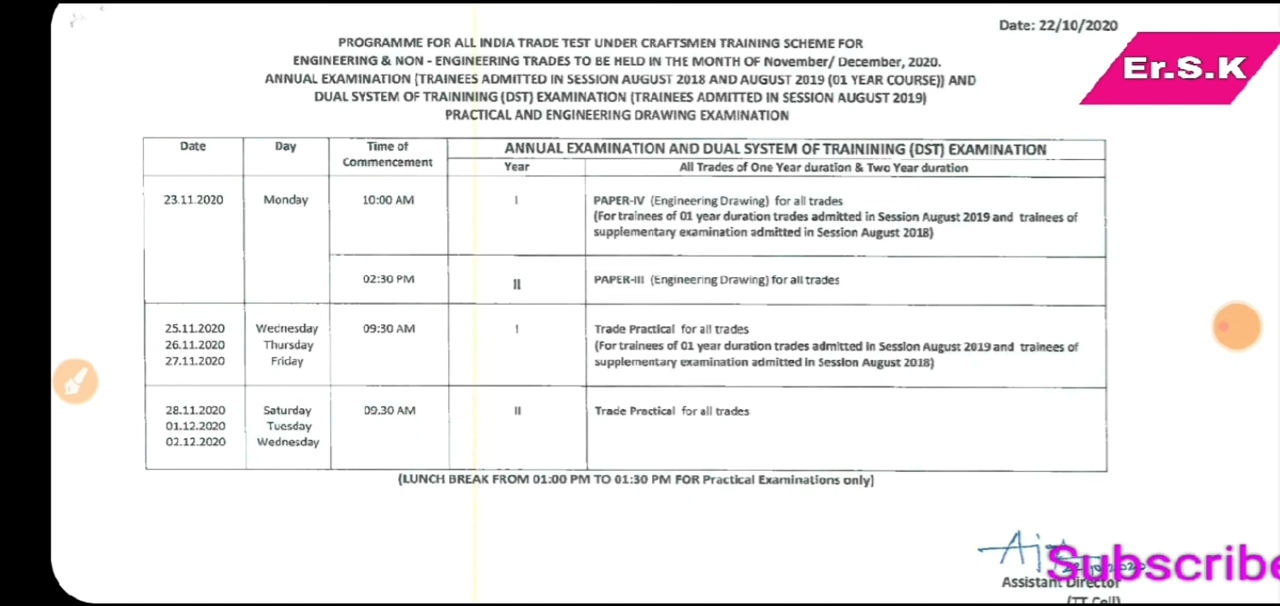 Date: 22/10/2020
PROGRAMME FOR ALL INDIA TRADE TEST UNDER CRAFTSMEN TRAINING SCHEME FOR
ENGINEERING & NON - ENGINEERING TRADES TO BE HELD IN THE MONTH OF November/ December, 2020.
ANNUAL EXAMINATION (TRAINEES ADMITTED IN SESSION AUGUST 2018 AND AUGUST 2019 (01 YEAR COURSE)) AND
DUAL SYSTEM OF TRAININING (DST) EXAMINATION (TRAINEES ADMITTED IN SESSION AUGUST 2019)
PRACTICAL AND ENGINEERING DRAWING EXAMINATION
Er.S.K
Date Day Time of Commencement ANNUAL EXAMINATION AND DUAL SYSTEM OF TRAININING (DST) EXAMINATION
Year All Trades of One Year duration & Two Year duration
23.11.2020 Monday 10:00 AM I PAPER-IV (Engineering Drawing) for all trades
(For trainees of 01 year duration trades admitted in Session August 2019 and trainees of
supplementary examination admitted in Session August 2018)
02:30 PM II PAPER-III (Engineering Drawing) for all trades
25.11.2020 Wednesday 09:30 AM I Trade Practical for all trades
26.11.2020 Thursday (For trainees of 01 year duration trades admitted in Session August 2019 and trainees of
27.11.2020 Friday supplementary examination admitted in Session August 2018)
28.11.2020 Saturday 09.30 AM II Trade Practical for all trades
01.12.2020 Tuesday
02.12.2020 Wednesday
(LUNCH BREAK FROM 01:00 PM TO 01:30 PM FOR Practical Examinations only)
Subscribe
Assistant Director
(TT Cell)